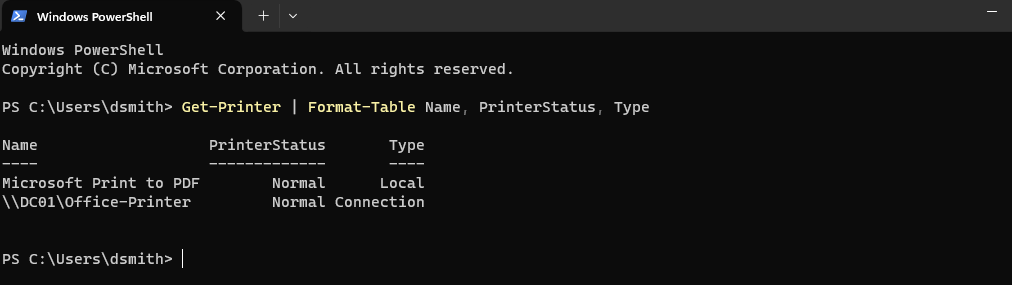 Windows PowerShell
Windows PowerShell
Copyright (C) Microsoft Corporation. All rights reserved.
PS C:\Users\dsmith> Get-Printer | Format-Table Name, PrinterStatus, Type
Name                   PrinterStatus       Type
----                   -------------       ----
Microsoft Print to PDF        Normal      Local
\\DC01\Office-Printer         Normal Connection
PS C:\Users\dsmith>